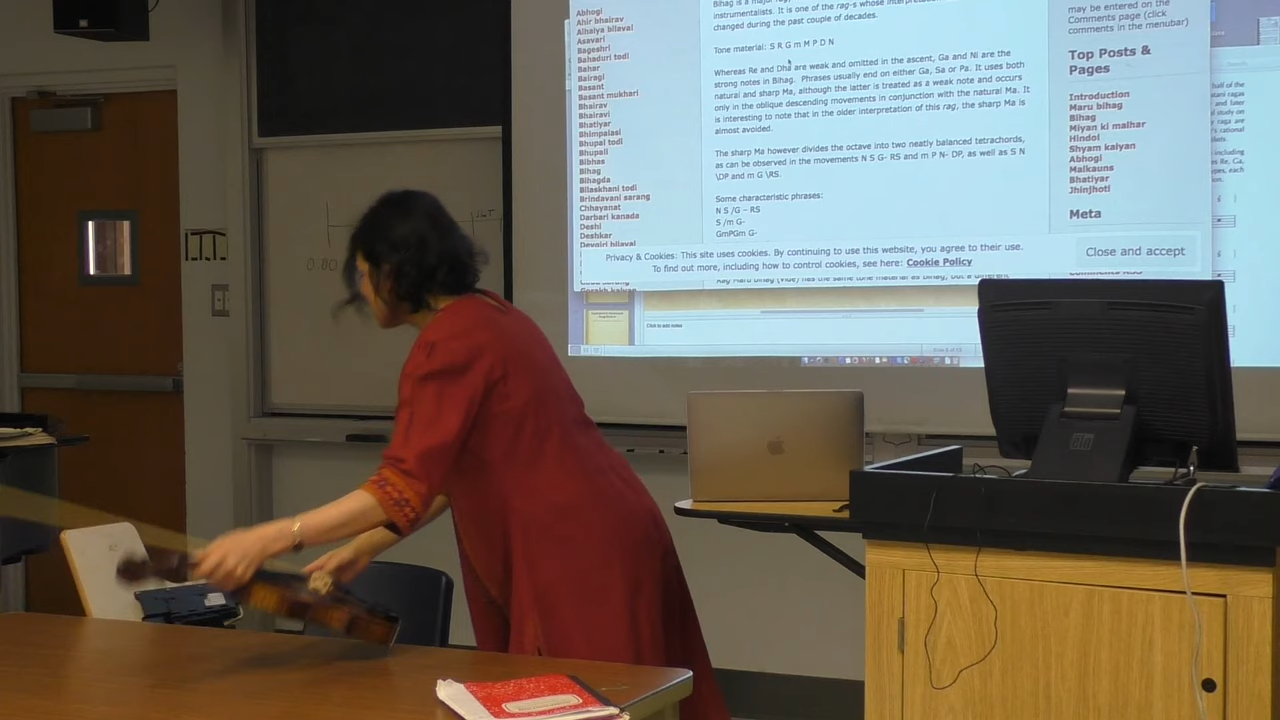 Abhogi
Ahir bhairav
Alhaiya bilaval
Asavari
Bageshri
Bahaduri todi
Bahar
Bairagi
Basant
Basant mukhari
Bhairav
Bhairavi
Bhatiyar
Bhimpalasi
Bhupal todi
Bhupali
Bibhas
Bihag
Bihagda
Bilaskhani todi
Brindavani sarang
Chhayanat
Darbari kanada
Deshi
Deshkar
Devgiri bilaval
Bihag is a major rag,
instrumentalists. It is one of the rag-s whose
changed during the past couple of decades.
Tone material: S R G m M P D N
Whereas Re and Dha are weak and omitted in the ascent, Ga and Ni are the
strong notes in Bihag. Phrases usually end on either Ga, Sa or Pa. It uses both
natural and sharp Ma, although the latter is treated as a weak note and occurs
only in the oblique descending movements in conjunction with the natural Ma. It
is interesting to note that in the older interpretation of this rag, the sharp Ma is
almost avoided.
The sharp Ma however divides the octave into two neatly balanced tetrachords,
as can be observed in the movements N S G- RS and m P N- DP, as well as S N
\DP and m G \RS.
Some characteristic phrases:
N S /G – RS
S /m G-
GmPGm G-
may be entered on the
Comments page (click
comments in the menubar)
Top Posts &
Pages
Introduction
Maru bihag
Bihag
Miyan ki malhar
Hindol
Shyam kalyan
Abhogi
Malkauns
Bhatiyar
Jhinjhoti
Meta
Privacy & Cookies: This site uses cookies. By continuing to use this website, you agree to their use.
To find out more, including how to control cookies, see here: Cookie Policy
Close and accept
Click to add notes
elo